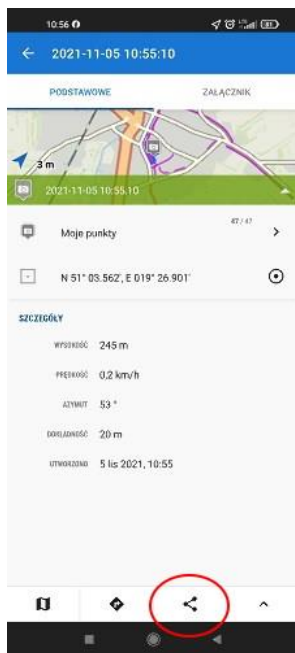 10:56
2021-11-05 10:55:10
PODSTAWOWE ZAŁĄCZNIK
3 m
2021-11-05 10:55:10
Moje punkty 47 / 47
N 51° 03.562', E 019° 26.901'
SZCZEGÓŁY
WYSOKOŚĆ 245 m
PRĘDKOŚĆ 0,2 km/h
AZYMUT 53 °
DOKŁADNOŚĆ 20 m
UTWORZONO 5 lis 2021, 10:55